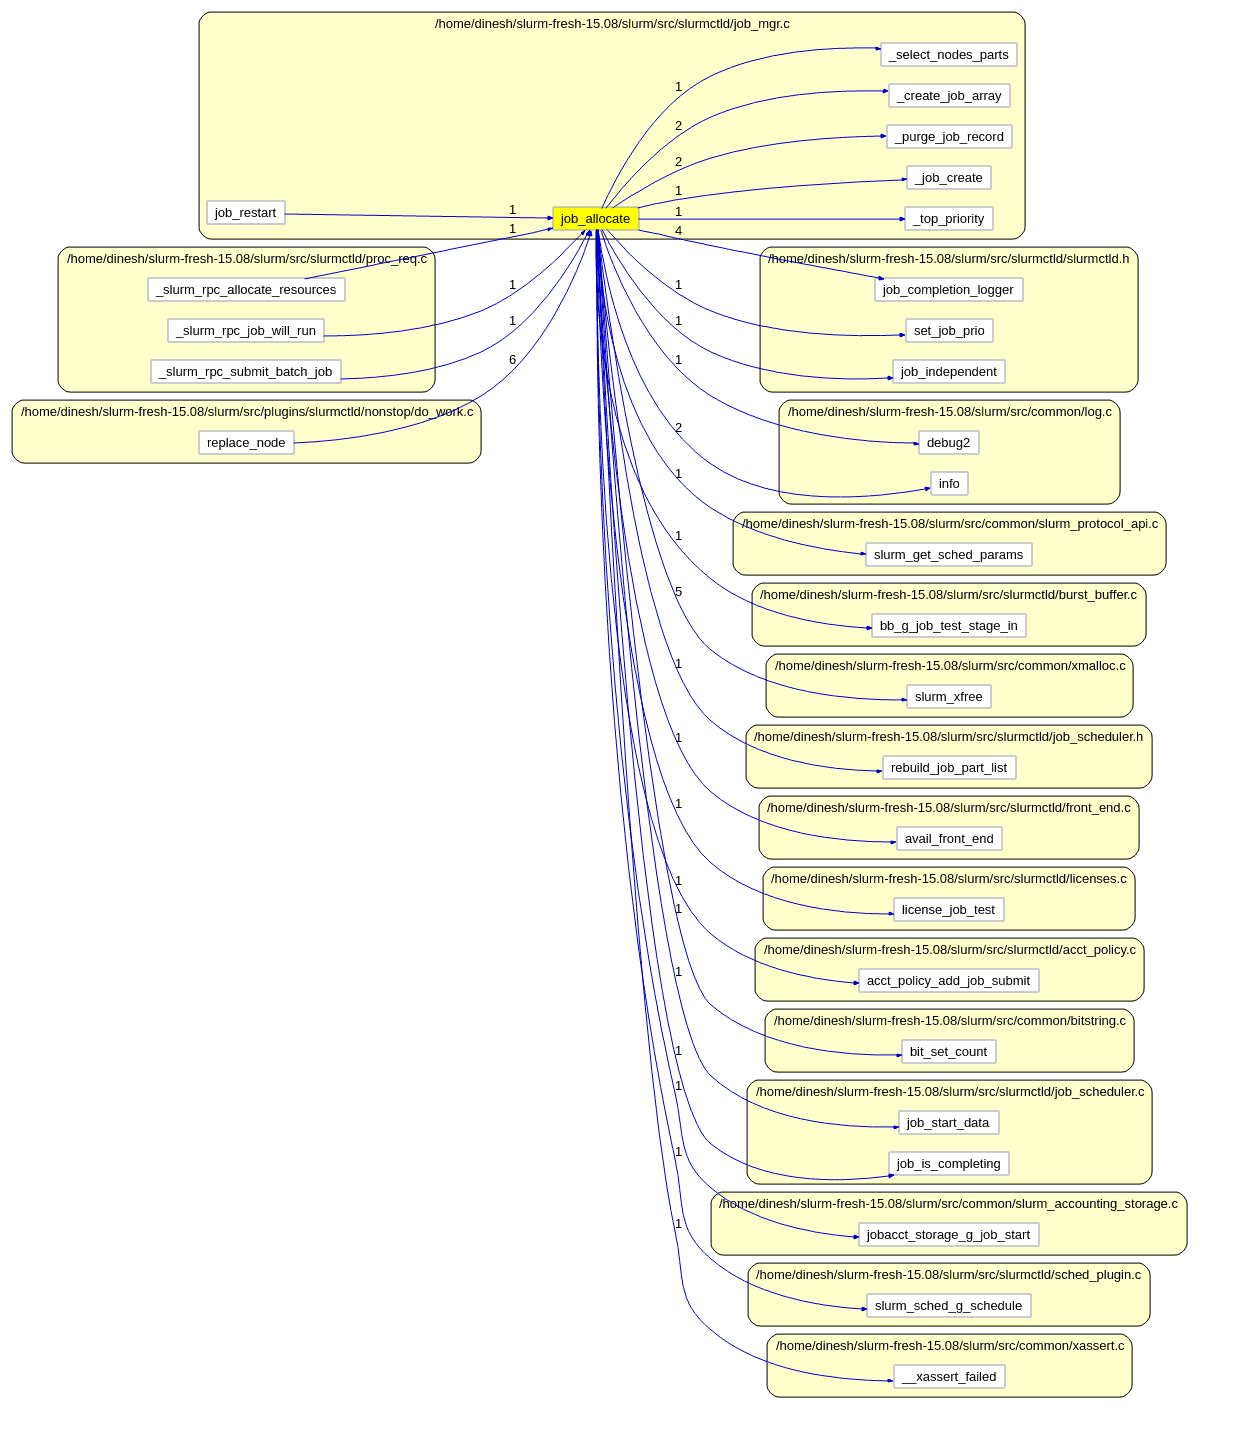 /home/dinesh/slurm-fresh-15.08/slurm/src/slurmctld/job_mgr.c
_select_nodes_parts
1
_create_job_array
2
_purge_job_record
2
_job_create
1
job_restart
1
job_allocate
1
_top_priority
1
4
/home/dinesh/slurm-fresh-15.08/slurm/src/slurmctld/proc_req.c
_slurm_rpc_allocate_resources
1
_slurm_rpc_job_will_run
1
_slurm_rpc_submit_batch_job
6
/home/dinesh/slurm-fresh-15.08/slurm/src/plugins/slurmctld/nonstop/do_work.c
replace_node
/home/dinesh/slurm-fresh-15.08/slurm/src/slurmctld/slurmctld.h
job_completion_logger
1
set_job_prio
1
job_independent
1
/home/dinesh/slurm-fresh-15.08/slurm/src/common/log.c
debug2
2
info
1
/home/dinesh/slurm-fresh-15.08/slurm/src/common/slurm_protocol_api.c
slurm_get_sched_params
1
/home/dinesh/slurm-fresh-15.08/slurm/src/slurmctld/burst_buffer.c
bb_g_job_test_stage_in
5
/home/dinesh/slurm-fresh-15.08/slurm/src/common/xmalloc.c
slurm_xfree
1
/home/dinesh/slurm-fresh-15.08/slurm/src/slurmctld/job_scheduler.h
rebuild_job_part_list
1
/home/dinesh/slurm-fresh-15.08/slurm/src/slurmctld/front_end.c
avail_front_end
1
/home/dinesh/slurm-fresh-15.08/slurm/src/slurmctld/licenses.c
license_job_test
1
/home/dinesh/slurm-fresh-15.08/slurm/src/slurmctld/acct_policy.c
acct_policy_add_job_submit
1
/home/dinesh/slurm-fresh-15.08/slurm/src/common/bitstring.c
bit_set_count
1
/home/dinesh/slurm-fresh-15.08/slurm/src/slurmctld/job_scheduler.c
job_start_data
1
job_is_completing
1
/home/dinesh/slurm-fresh-15.08/slurm/src/common/slurm_accounting_storage.c
jobacct_storage_g_job_start
1
/home/dinesh/slurm-fresh-15.08/slurm/src/slurmctld/sched_plugin.c
slurm_sched_g_schedule
1
/home/dinesh/slurm-fresh-15.08/slurm/src/common/xassert.c
__xassert_failed